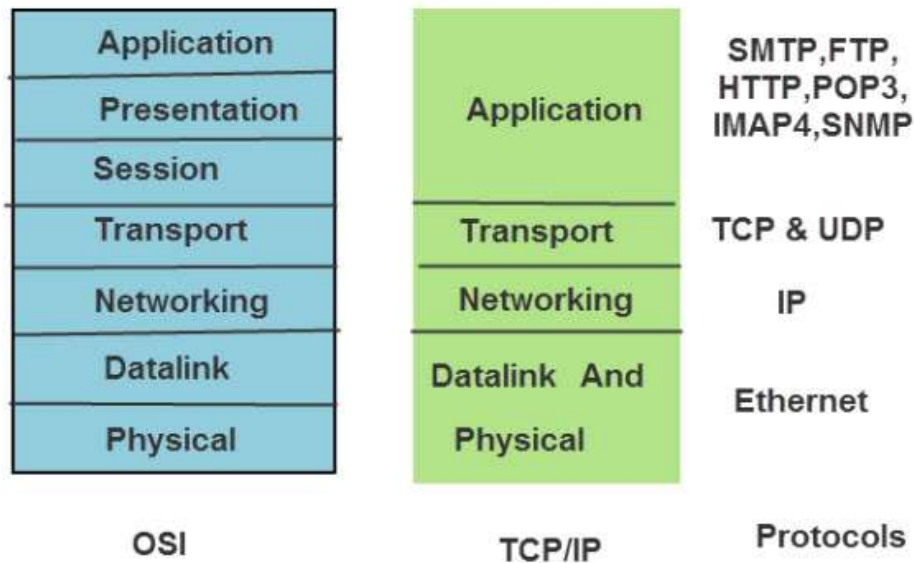 Application
Presentation
Session
Transport
Networking
Datalink
Physical
OSI
Application
Transport
Networking
Datalink And
Physical
TCP/IP
SMTP,FTP,
HTTP,POP3,
IMAP4,SNMP
TCP & UDP
IP
Ethernet
Protocols